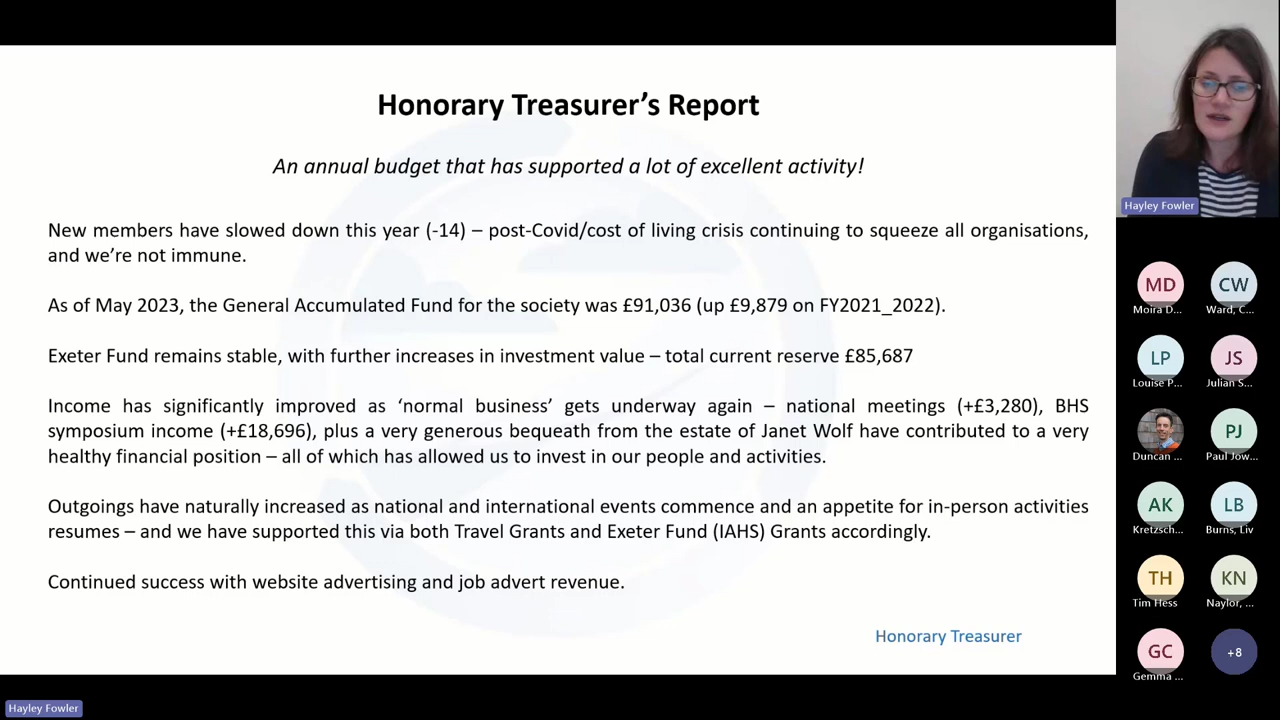 Honorary Treasurer’s Report
An annual budget that has supported a lot of excellent activity!
New members have slowed down this year (-14) – post-Covid/cost of living crisis continuing to squeeze all organisations,
and we’re not immune.
As of May 2023, the General Accumulated Fund for the society was £91,036 (up £9,879 on FY2021_2022).
Exeter Fund remains stable, with further increases in investment value – total current reserve £85,687
Income has significantly improved as ‘normal business’ gets underway again – national meetings (+£3,280), BHS
symposium income (+£18,696), plus a very generous bequeath from the estate of Janet Wolf have contributed to a very
healthy financial position – all of which has allowed us to invest in our people and activities.
Outgoings have naturally increased as national and international events commence and an appetite for in-person activities
resumes – and we have supported this via both Travel Grants and Exeter Fund (IAHS) Grants accordingly.
Continued success with website advertising and job advert revenue.
Honorary Treasurer
Hayley Fowler
Hayley Fowler
MD
CW
Moira D...
Ward, C...
LP
JS
Louise P...
Julian S...
PJ
Duncan ...
Paul Jow...
AK
LB
Kretzsch...
Burns, Liv
TH
KN
Tim Hess
Naylor, ...
GC
+8
Gemma ...